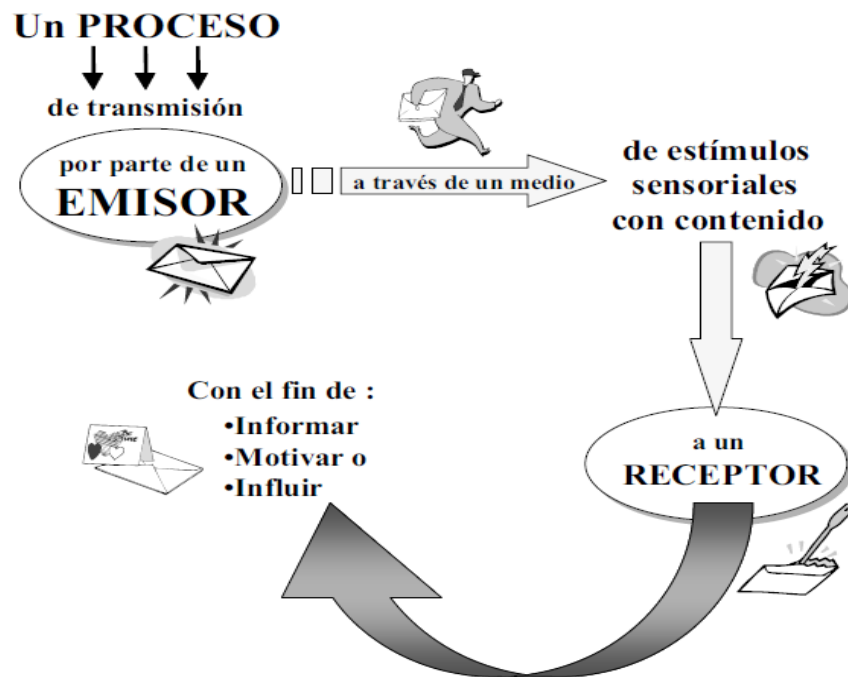 Un PROCESO
de transmisión
por parte de un
EMISOR
a través de un medio
de estímulos
sensoriales
con contenido
a un
RECEPTOR
Con el fin de :
•Informar
•Motivar o
•Influir